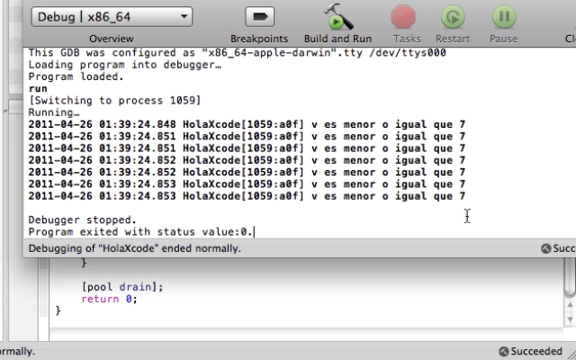 Debug | x86_64
Overview
Breakpoints
Build and Run
Tasks
Restart
Pause
This GDB was configured as "x86_64-apple-darwin".tty /dev/ttys000
Loading program into debugger…
Program loaded.
run
[Switching to process 1059]
Running…
2011-04-26 01:39:24.848 HolaXcode[1059:a0f] v es menor o igual que 7
2011-04-26 01:39:24.851 HolaXcode[1059:a0f] v es menor o igual que 7
2011-04-26 01:39:24.851 HolaXcode[1059:a0f] v es menor o igual que 7
2011-04-26 01:39:24.852 HolaXcode[1059:a0f] v es menor o igual que 7
2011-04-26 01:39:24.852 HolaXcode[1059:a0f] v es menor o igual que 7
2011-04-26 01:39:24.853 HolaXcode[1059:a0f] v es menor o igual que 7
2011-04-26 01:39:24.853 HolaXcode[1059:a0f] v es menor o igual que 7
Debugger stopped.
Program exited with status value:0.
Debugging of "HolaXcode" ended normally.
Succ
}
[pool drain];
return 0;
}
rmally.
Succeeded